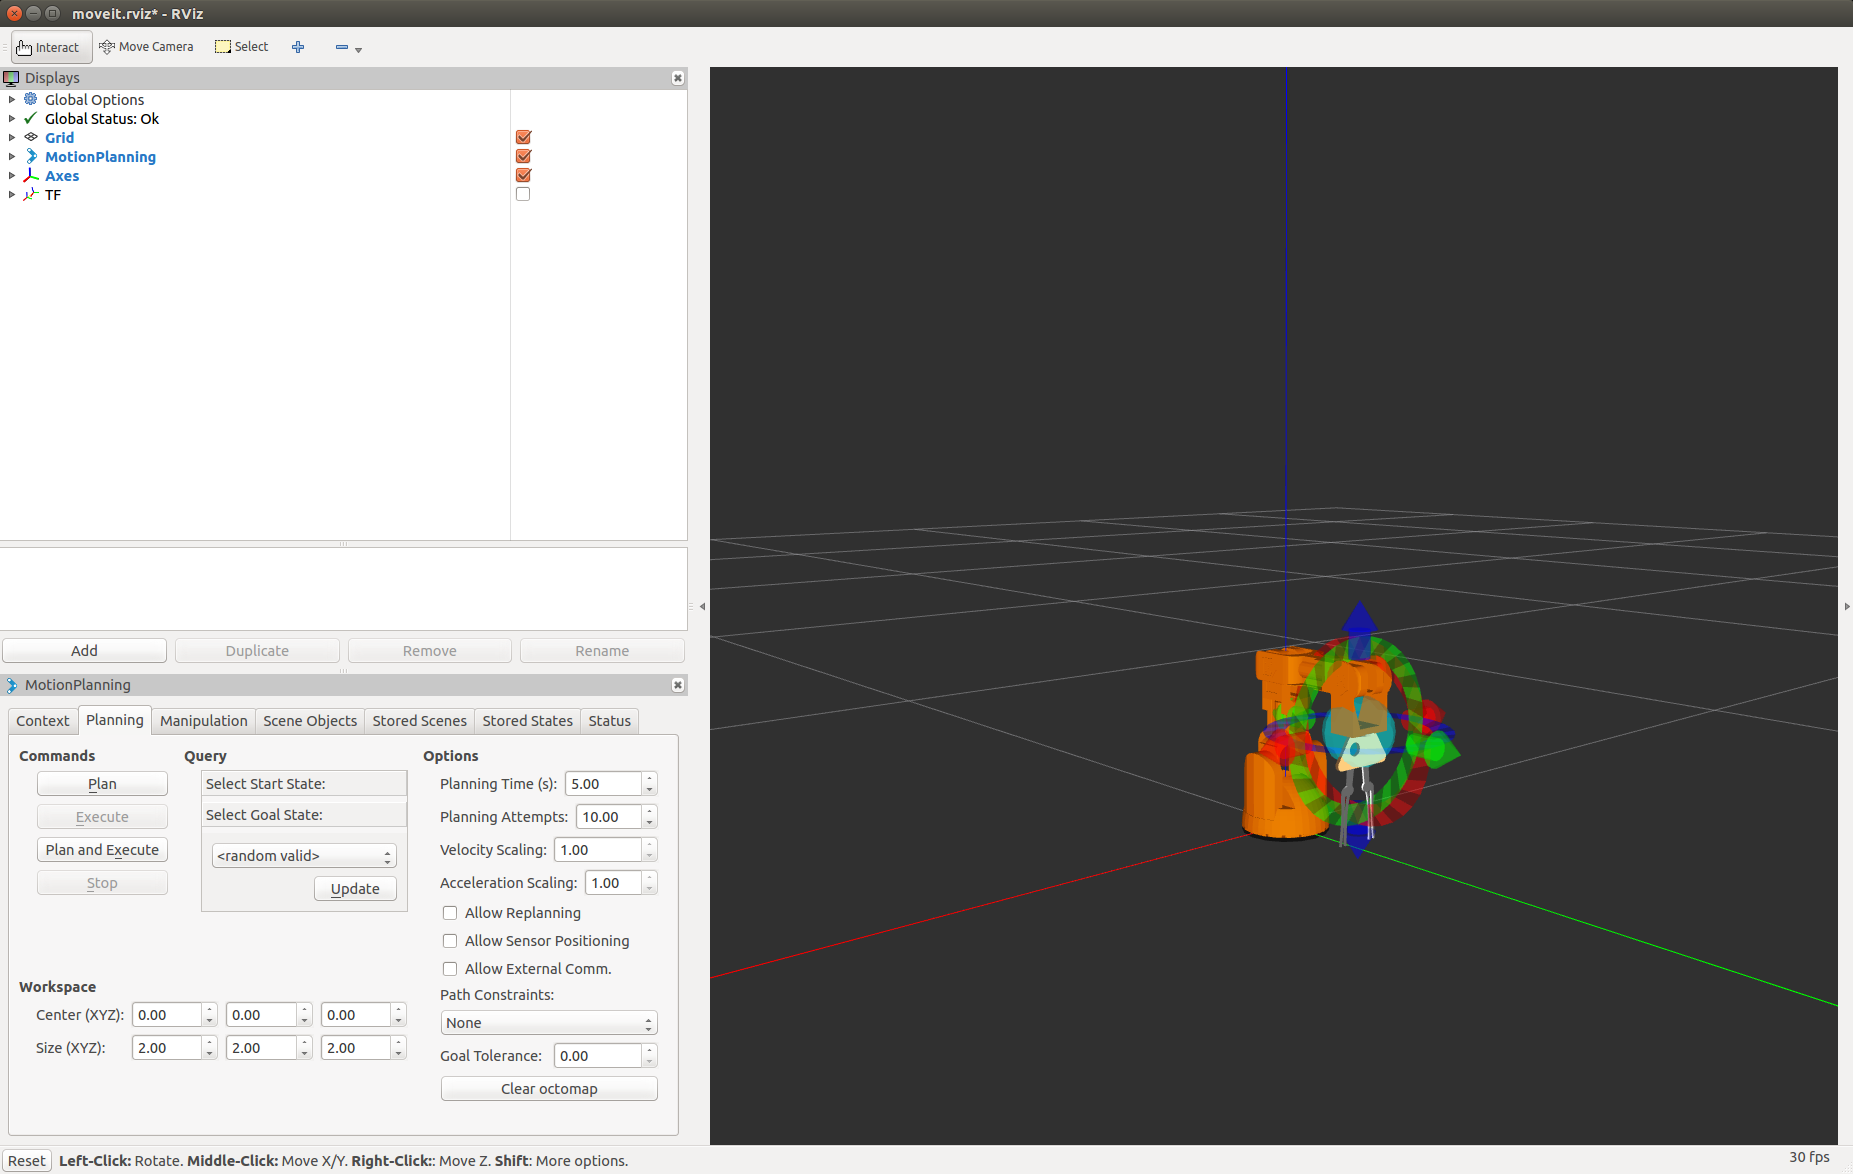 moveit.rviz* - RViz
Interact Move Camera Select
Displays
Global Options
Global Status: Ok
Grid
MotionPlanning
Axes
TF
Add Duplicate Remove Rename
MotionPlanning
Context Planning Manipulation Scene Objects Stored Scenes Stored States Status
Commands
Plan
Execute
Plan and Execute
Stop
Query
Select Start State:
Select Goal State:
<random valid>
Update
Options
Planning Time (s): 5.00
Planning Attempts: 10.00
Velocity Scaling: 1.00
Acceleration Scaling: 1.00
Allow Replanning
Allow Sensor Positioning
Allow External Comm.
Path Constraints:
None
Goal Tolerance: 0.00
Clear octomap
Workspace
Center (XYZ): 0.00 0.00 0.00
Size (XYZ): 2.00 2.00 2.00
Reset Left-Click: Rotate. Middle-Click: Move X/Y. Right-Click:: Move Z. Shift: More options.
30 fps